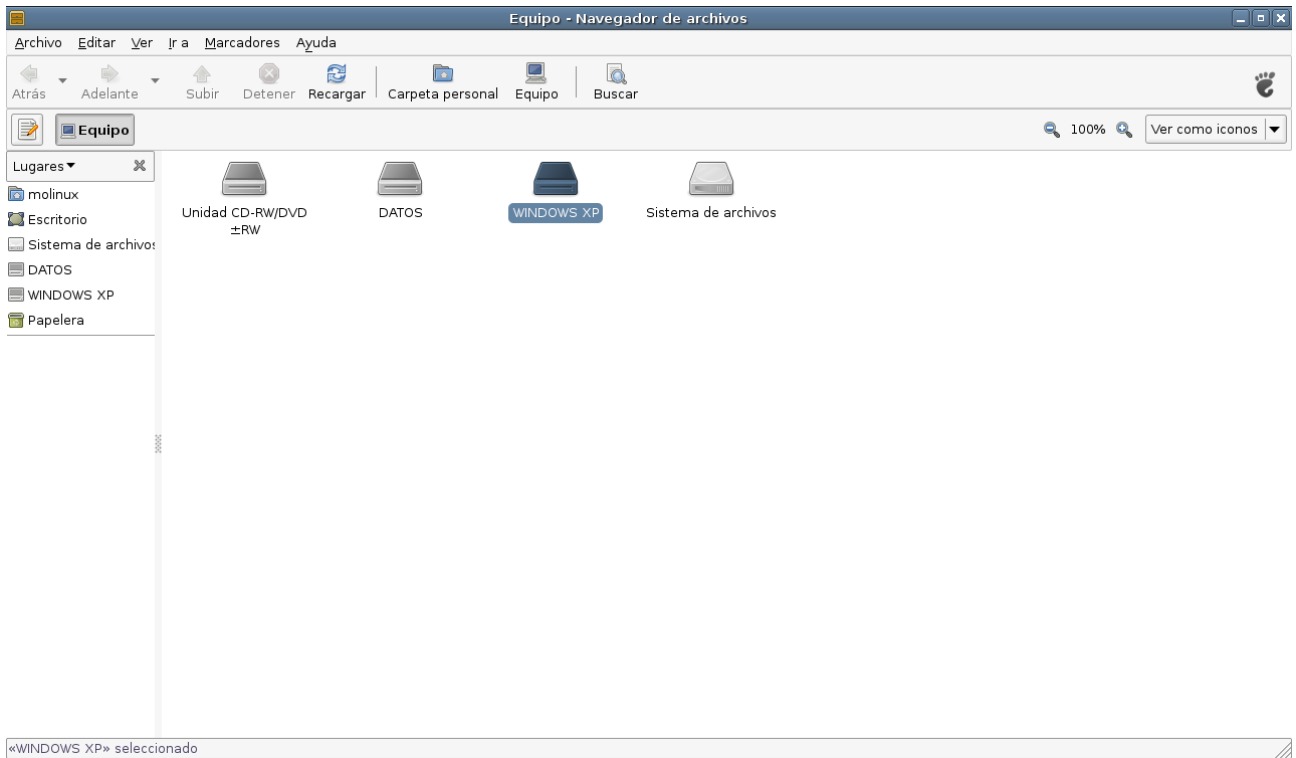 Equipo - Navegador de archivos
Archivo Editar Ver Ir a Marcadores Ayuda
Atrás Adelante Subir Detener Recargar Carpeta personal Equipo Buscar
Equipo 100% Ver como iconos
Lugares
molinux
Escritorio
Sistema de archivos
DATOS
WINDOWS XP
Papelera
Unidad CD-RW/DVD
±RW
DATOS
WINDOWS XP
Sistema de archivos
«WINDOWS XP» seleccionado